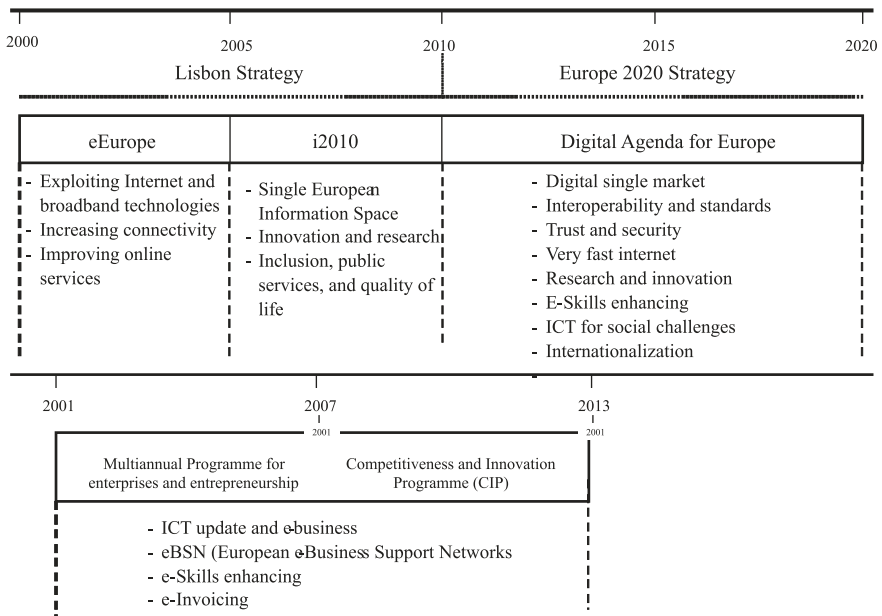 2000 2005 2010 2015 2020
Lisbon Strategy Europe 2020 Strategy
eEurope i2010 Digital Agenda for Europe
- Exploiting Internet and
broadband technologies
- Increasing connectivity
- Improving online
services
- Single European
Information Space
- Innovation and research
- Inclusion, public
services, and quality of
life
- Digital single market
- Interoperability and standards
- Trust and security
- Very fast internet
- Research and innovation
- E-Skills enhancing
- ICT for social challenges
- Internationalization
-
2001 2007 2013
2001 2001
Multiannual Programme for
enterprises and entrepreneurship
Competitiveness and Innovation
Programme (CIP)
- ICT update and e-business
- eBSN (European e-Business Support Networks
- e-Skills enhancing
- e-Invoicing